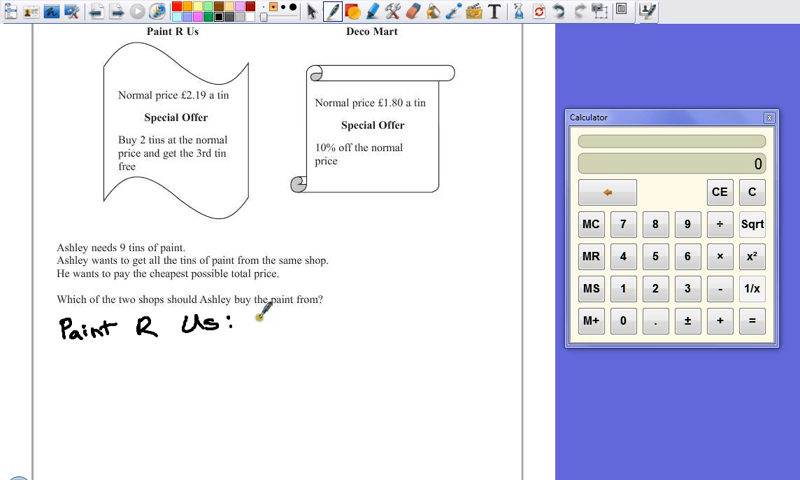 Paint R Us
Deco Mart
Normal price £2.19 a tin
Special Offer
Buy 2 tins at the normal
price and get the 3rd tin
free
Normal price £1.80 a tin
Special Offer
10% off the normal
price
Ashley needs 9 tins of paint.
Ashley wants to get all the tins of paint from the same shop.
He wants to pay the cheapest possible total price.
Which of the two shops should Ashley buy the paint from?
Paint R Us:
Calculator
0
CE C
MC 7 8 9 ÷ Sqrt
MR 4 5 6 × x²
MS 1 2 3 - 1/x
M+ 0 . ± + =